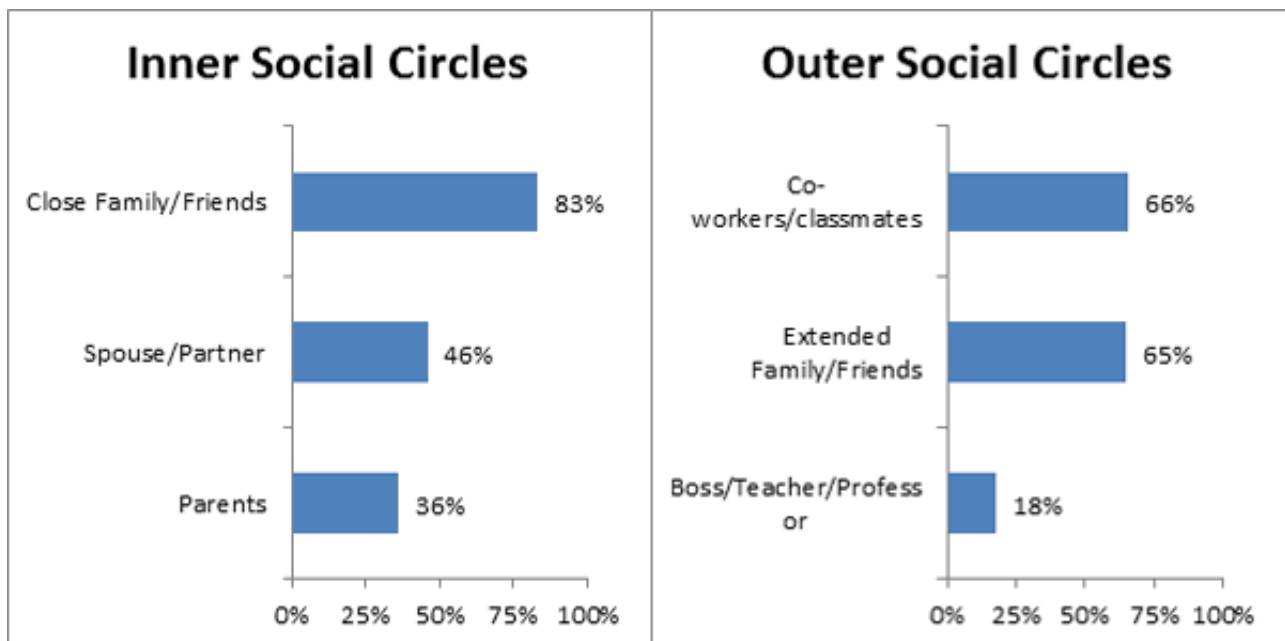 Inner Social Circles
Close Family/Friends
83%
Spouse/Partner
46%
Parents
36%
0% 25% 50% 75% 100%
Outer Social Circles
Co-
workers/classmates
66%
Extended
Family/Friends
65%
Boss/Teacher/Profess
or
18%
0% 25% 50% 75% 100%